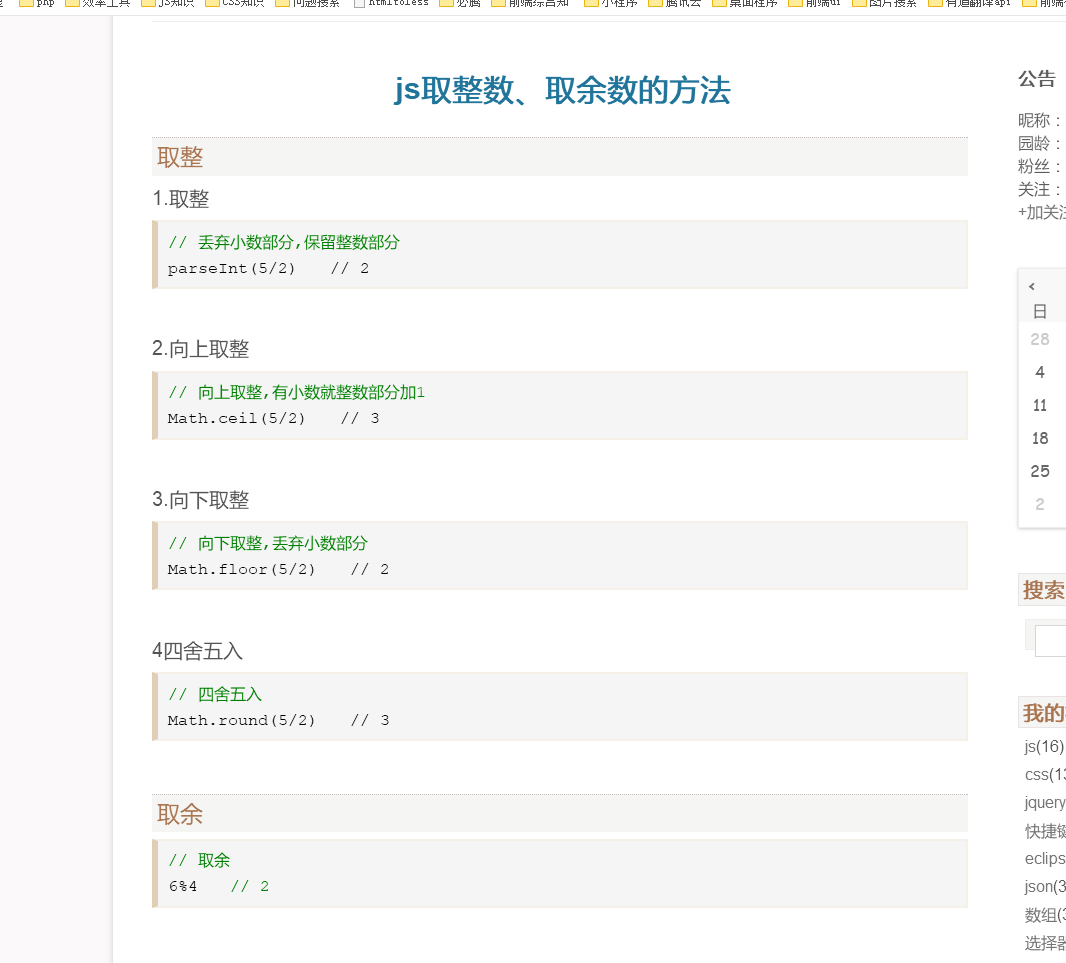 php 效率工具 js知识 CSS知识 问题搜索 htmltoless 必腾 前端综合知 小程序 腾讯云 桌面程序 前端ui 图片搜索 有道翻译api 前端
js取整数、取余数的方法
取整
1.取整
// 丢弃小数部分,保留整数部分
parseInt(5/2) // 2
2.向上取整
// 向上取整,有小数就整数部分加1
Math.ceil(5/2) // 3
3.向下取整
// 向下取整,丢弃小数部分
Math.floor(5/2) // 2
4四舍五入
// 四舍五入
Math.round(5/2) // 3
取余
// 取余
6%4 // 2
公告
昵称：
园龄：
粉丝：
关注：
+加关注
<
日
28
4
11
18
25
2
搜索
我的
js(16)
css(13
jquery
快捷键
eclips
json(3
数组(3
选择器